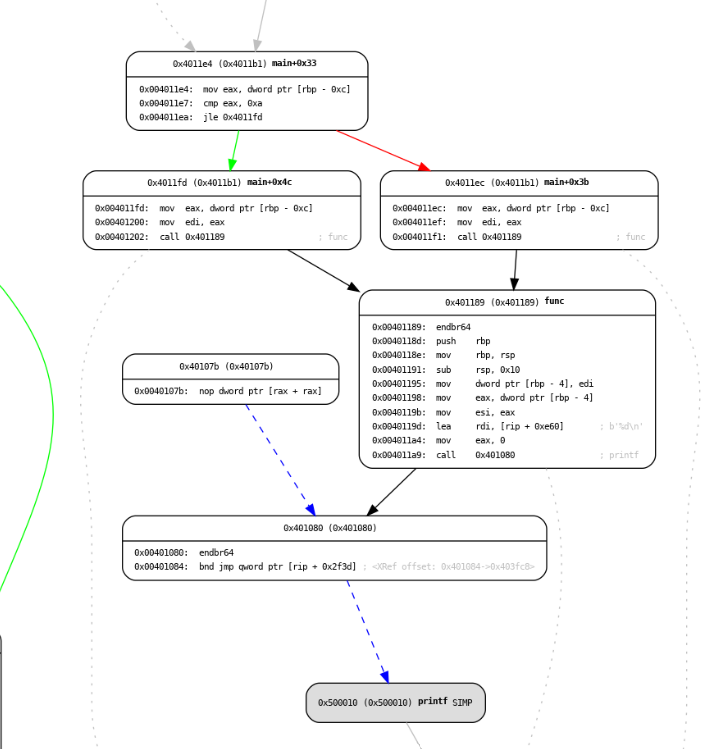 0x4011e4 (0x4011b1) main+0x33
0x004011e4: mov eax, dword ptr [rbp - 0xc]
0x004011e7: cmp eax, 0xa
0x004011ea: jle 0x4011fd
0x4011fd (0x4011b1) main+0x4c
0x004011fd: mov eax, dword ptr [rbp - 0xc]
0x00401200: mov edi, eax
0x00401202: call 0x401189 ; func
0x4011ec (0x4011b1) main+0x3b
0x004011ec: mov eax, dword ptr [rbp - 0xc]
0x004011ef: mov edi, eax
0x004011f1: call 0x401189 ; func
0x401189 (0x401189) func
0x00401189: endbr64
0x0040118d: push rbp
0x0040118e: mov rbp, rsp
0x00401191: sub rsp, 0x10
0x00401195: mov dword ptr [rbp - 4], edi
0x00401198: mov eax, dword ptr [rbp - 4]
0x0040119b: mov esi, eax
0x0040119d: lea rdi, [rip + 0xe60] ; b'%d\n'
0x004011a4: mov eax, 0
0x004011a9: call 0x401080 ; printf
0x40107b (0x40107b)
0x0040107b: nop dword ptr [rax + rax]
0x401080 (0x401080)
0x00401080: endbr64
0x00401084: bnd jmp qword ptr [rip + 0x2f3d] ; <XRef offset: 0x401084->0x403fc8>
0x500010 (0x500010) printf SIMP